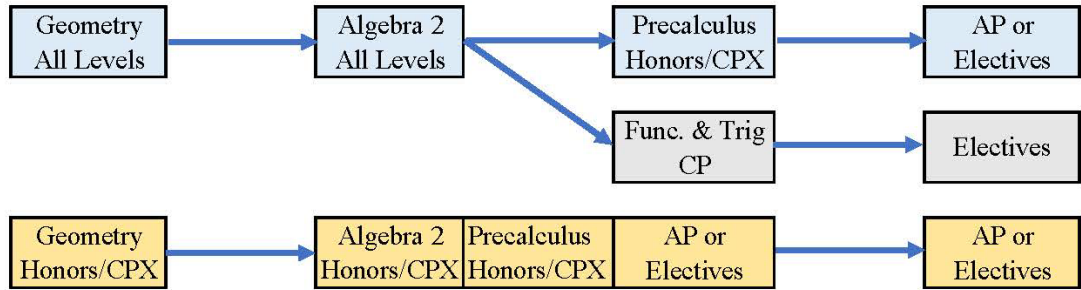 Geometry
All Levels
Algebra 2
All Levels
Precalculus
Honors/CPX
AP or
Electives
Func. & Trig
CP
Electives
Geometry
Honors/CPX
Algebra 2
Honors/CPX
Precalculus
Honors/CPX
AP or
Electives
AP or
Electives